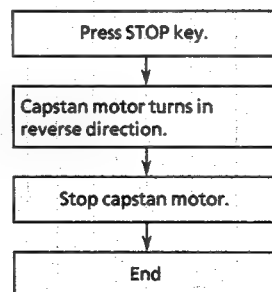 Press STOP key.
Capstan motor turns in
reverse direction.
Stop capstan motor.
End